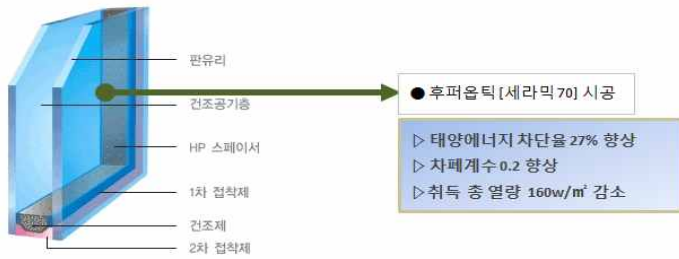 판유리
건조공기층
HP 스페이서
1차 접착제
건조제
2차 접착제
● 후퍼옵틱 [세라믹70] 시공
▷ 태양에너지 차단율 27% 향상
▷ 차폐계수 0.2 향상
▷ 취득 총 열량 160w/㎡ 감소